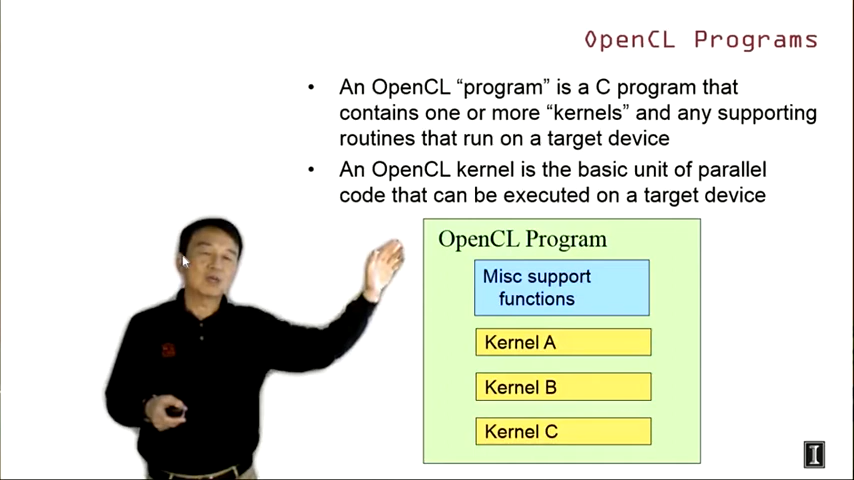 OpenCL Programs
• An OpenCL “program” is a C program that
contains one or more “kernels” and any supporting
routines that run on a target device
• An OpenCL kernel is the basic unit of parallel
code that can be executed on a target device
OpenCL Program
Misc support
functions
Kernel A
Kernel B
Kernel C
I